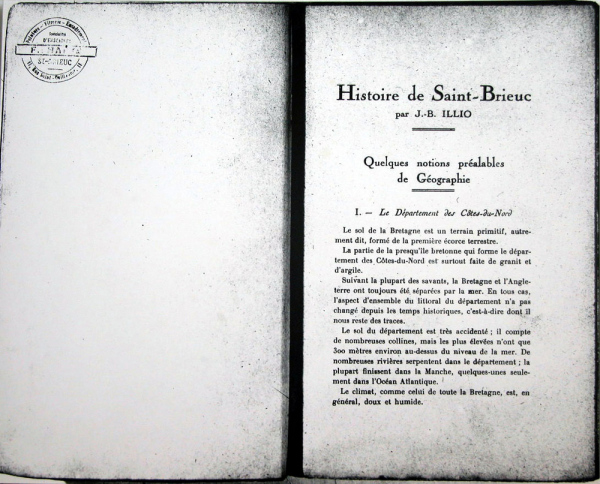 ST-BRIEUC
Histoire de Saint-Brieuc
par J.-B. ILLIO
Quelques notions préalables
de Géographie
I. — Le Département des Côtes-du-Nord
Le sol de la Bretagne est un terrain primitif, autre-
ment dit, formé de la première écorce terrestre.
La partie de la presqu'île bretonne qui forme le dépar-
tement des Côtes-du-Nord est surtout faite de granit et
d'argile.
Suivant la plupart des savants, la Bretagne et l'Angle-
terre ont toujours été séparées par la mer. En tous cas,
l'aspect d'ensemble du littoral du département n'a pas
changé depuis les temps historiques, c'est-à-dire dont il
nous reste des traces.
Le sol du département est très accidenté ; il compte
de nombreuses collines, mais les plus élevées n'ont que
300 mètres environ au-dessus du niveau de la mer. De
nombreuses rivières serpentent dans le département ; la
plupart finissent dans la Manche, quelques-unes seule-
ment dans l'Océan Atlantique.
Le climat, comme celui de toute la Bretagne, est, en
général, doux et humide.